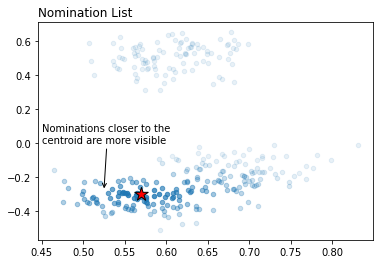 Nomination List
0.6
0.4
0.2
Nominations closer to the
centroid are more visible
0.0
−0.2
−0.4
0.45 0.50 0.55 0.60 0.65 0.70 0.75 0.80